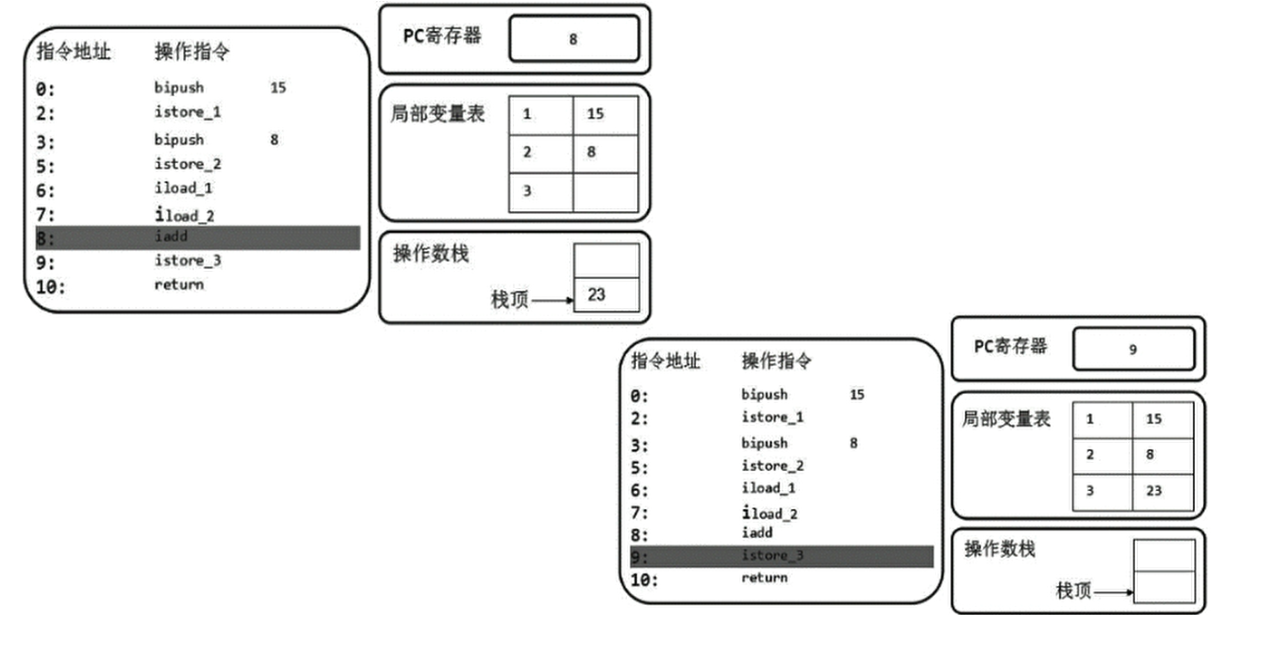 指令地址 操作指令
0: bipush 15
2: istore_1
3: bipush 8
5: istore_2
6: iload_1
7: iload_2
8: iadd
9: istore_3
10: return
PC寄存器 8
局部变量表 1 15
2 8
3
操作数栈
栈顶 23
指令地址 操作指令
0: bipush 15
2: istore_1
3: bipush 8
5: istore_2
6: iload_1
7: iload_2
8: iadd
9: istore_3
10: return
PC寄存器 9
局部变量表 1 15
2 8
3 23
操作数栈
栈顶